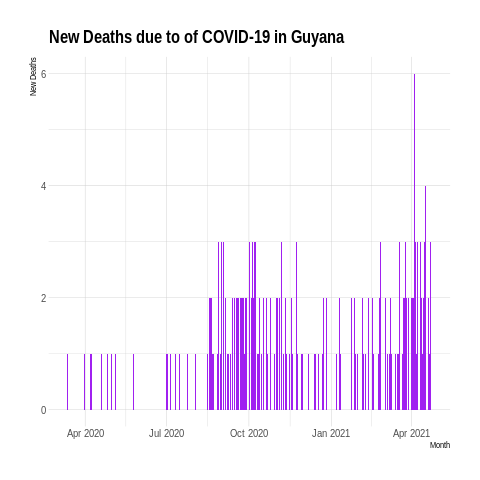 New Deaths due to of COVID-19 in Guyana
New Deaths
6
4
2
0
Apr 2020 Jul 2020 Oct 2020 Jan 2021 Apr 2021
Month